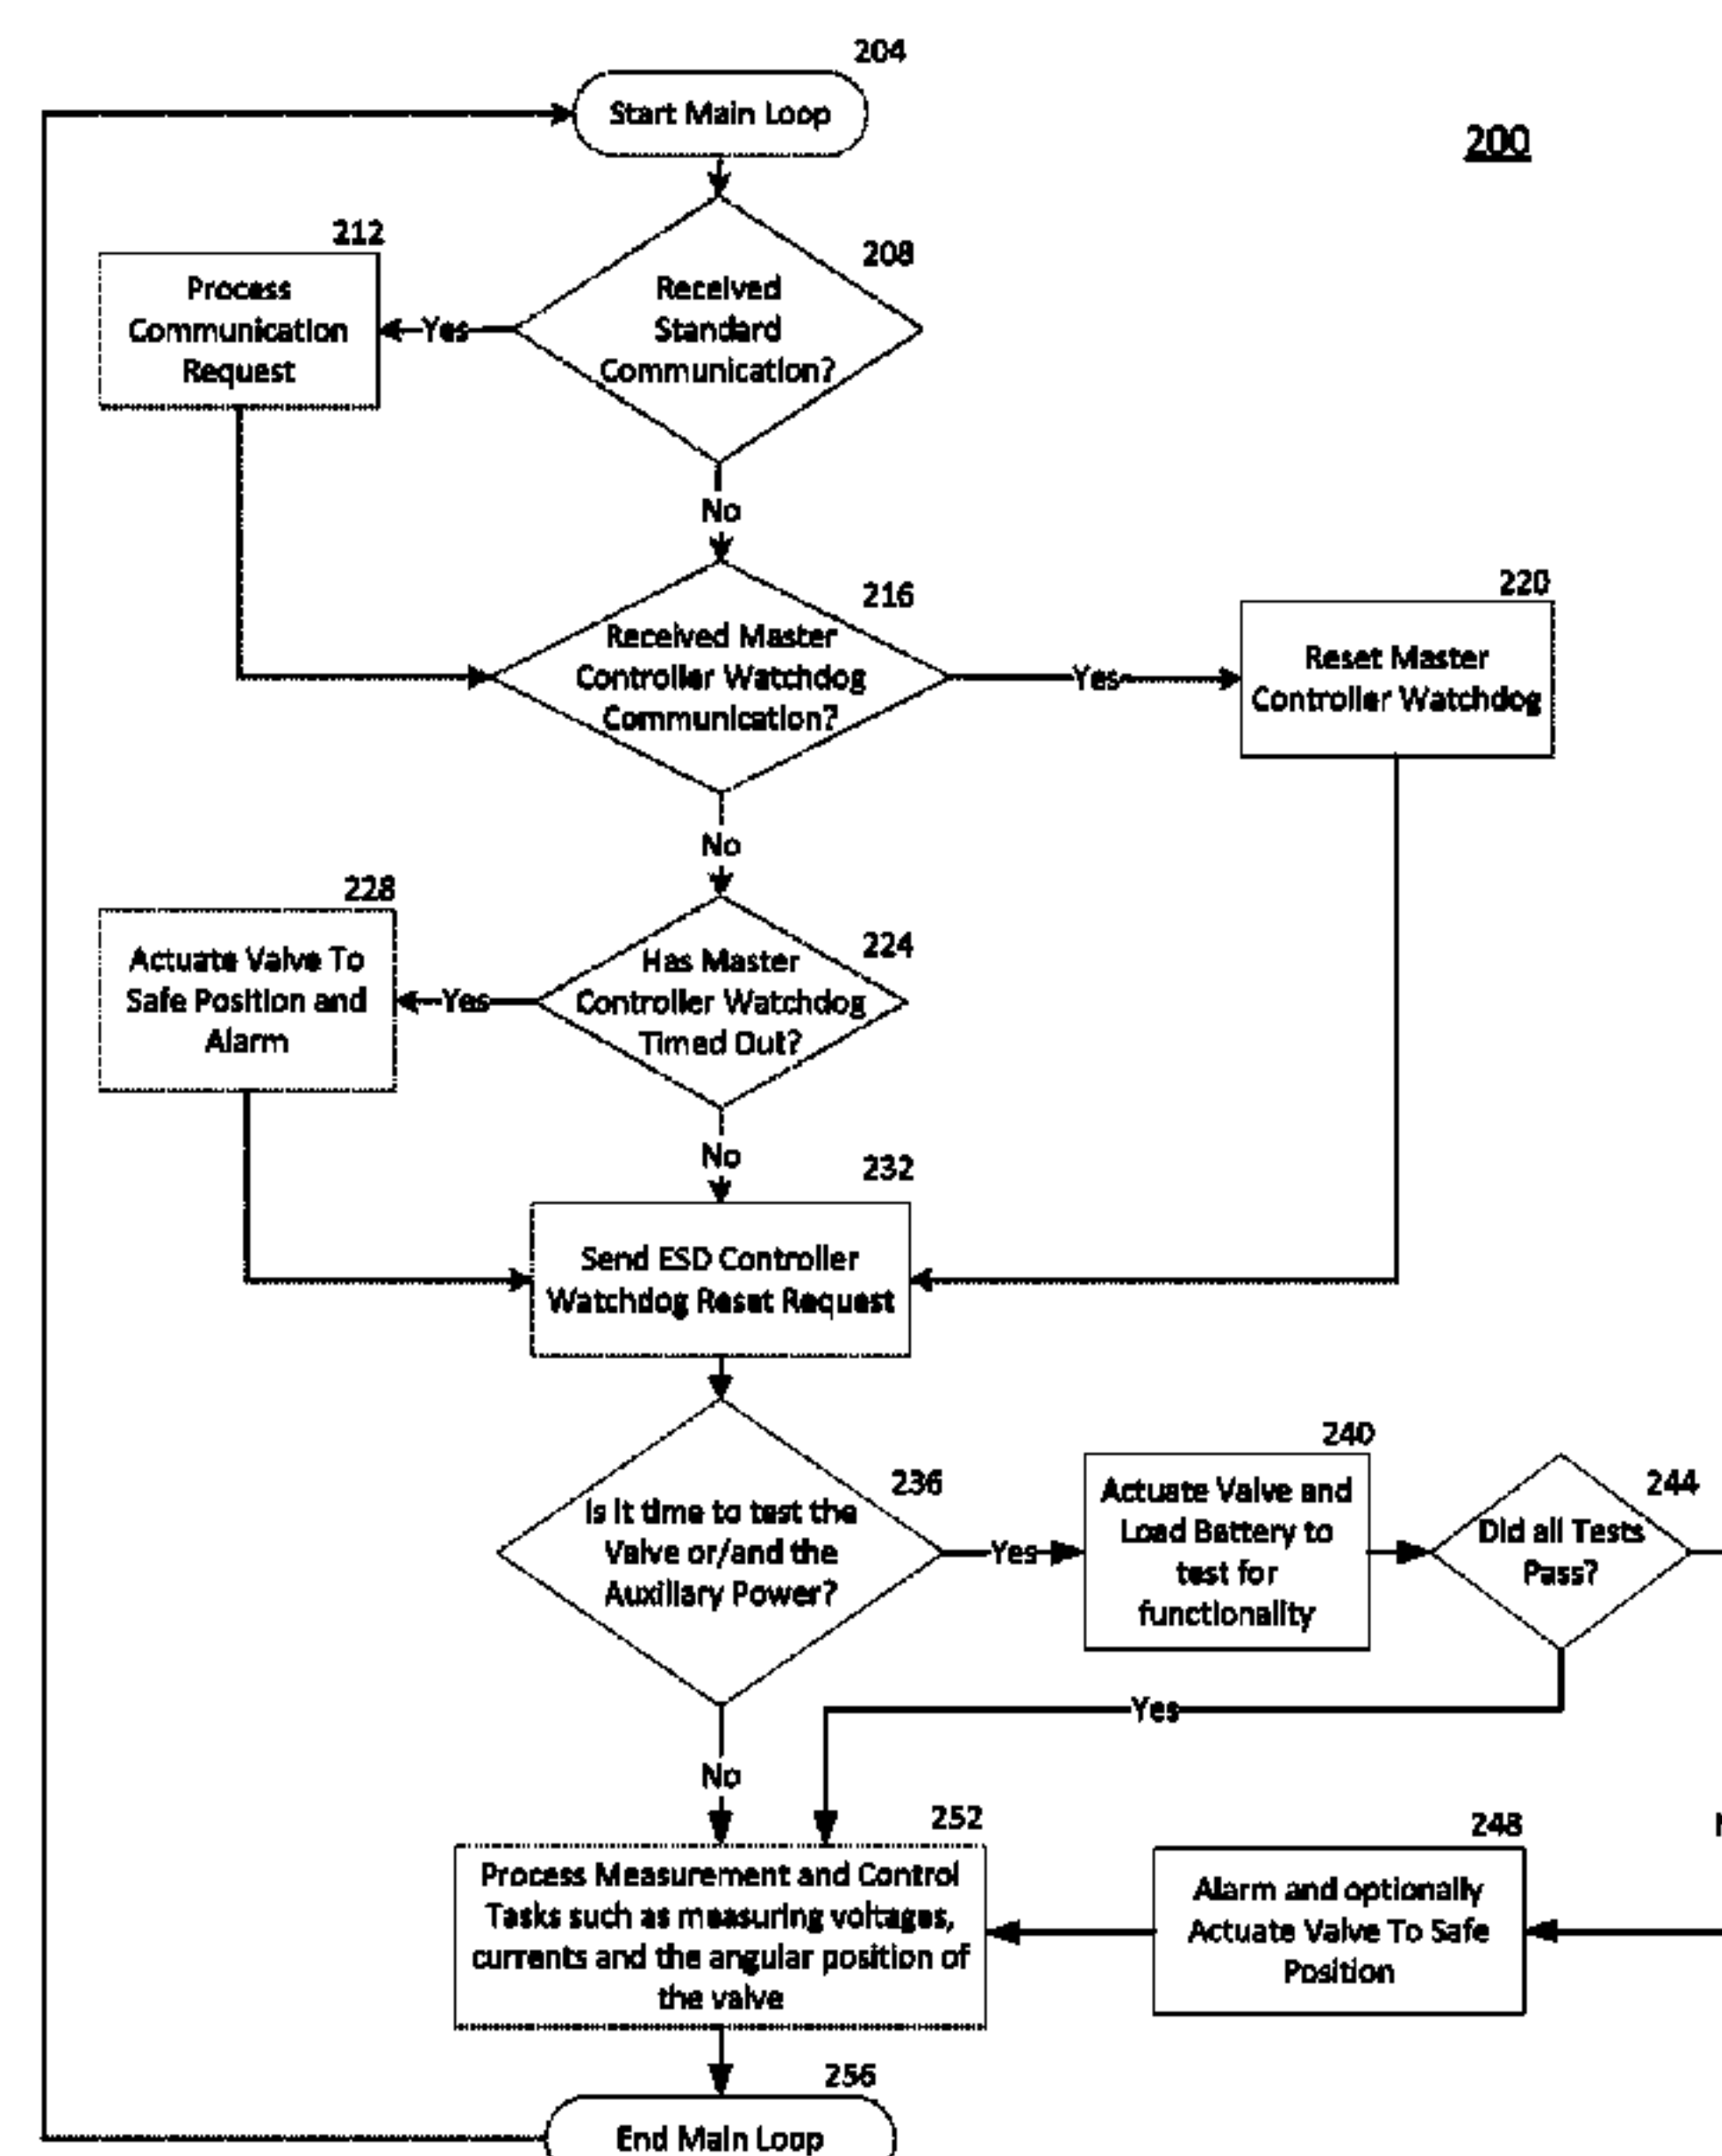 204
Start Main Loop
200
212
208
Process
Communication
Request
Yes
Received
Standard
Communication?
No
216
Received Master
Controller Watchdog
Communication?
Yes
220
Reset Master
Controller Watchdog
No
228
Actuate Valve To
Safe Position and
Alarm
Yes
224
Has Master
Controller Watchdog
Timed Out?
No
232
Send ESD Controller
Watchdog Reset Request
236
Is it time to test the
Valve or/and the
Auxiliary Power?
Yes
240
Actuate Valve and
Load Battery to
test for
functionality
244
Did all Tests
Pass?
Yes
No
252
Process Measurement and Control
Tasks such as measuring voltages,
currents and the angular position of
the valve
248
Alarm and optionally
Actuate Valve To Safe
Position
256
End Main Loop